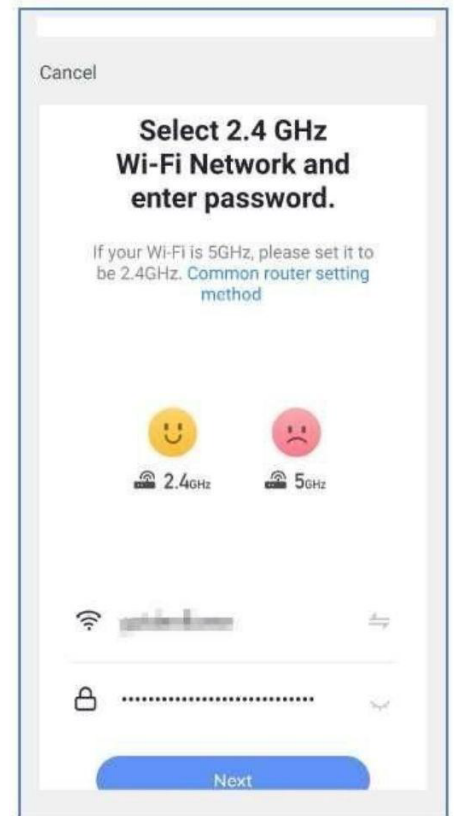 Cancel
Select 2.4 GHz
Wi-Fi Network and
enter password.
If your Wi-Fi is 5GHz, please set it to
be 2.4GHz. Common router setting
method
2.4GHz 5GHz
Next